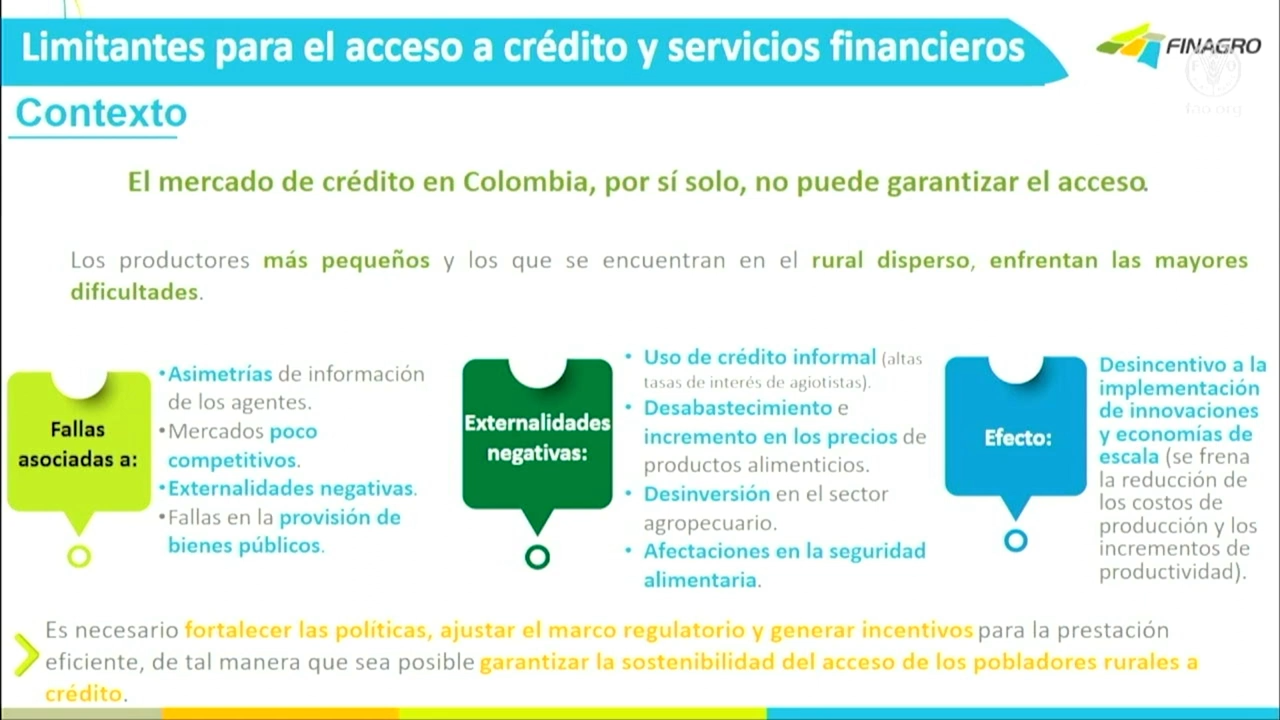 Limitantes para el acceso a crédito y servicios financieros
FINAGRO
fao.org
Contexto
El mercado de crédito en Colombia, por sí solo, no puede garantizar el acceso.
Los productores más pequeños y los que se encuentran en el rural disperso, enfrentan las mayores
dificultades.
Fallas
asociadas a:
•Asimetrías de información
de los agentes.
•Mercados poco
competitivos.
•Externalidades negativas.
•Fallas en la provisión de
bienes públicos.
Externalidades
negativas:
• Uso de crédito informal (altas
tasas de interés de agiotistas).
• Desabastecimiento e
incremento en los precios de
productos alimenticios.
• Desinversión en el sector
agropecuario.
• Afectaciones en la seguridad
alimentaria.
Efecto:
Desincentivo a la
implementación
de innovaciones
y economías de
escala (se frena
la reducción de
los costos de
producción y los
incrementos de
productividad).
Es necesario fortalecer las políticas, ajustar el marco regulatorio y generar incentivos para la prestación
eficiente, de tal manera que sea posible garantizar la sostenibilidad del acceso de los pobladores rurales a
crédito.